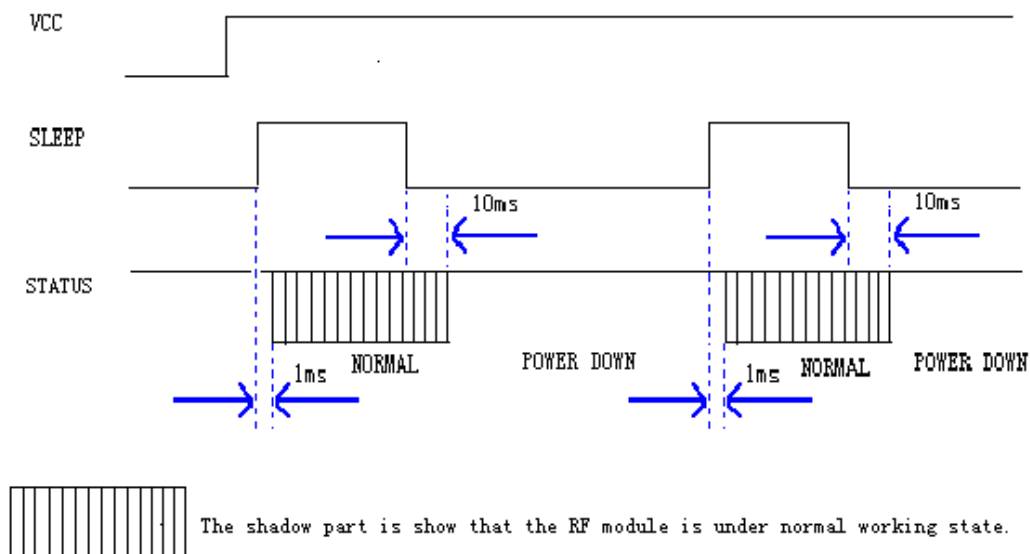 VCC
SLEEP
10ms
10ms
STATUS
1ms
NORMAL
POWER DOWN
1ms
NORMAL
POWER DOWN
The shadow part is show that the RF module is under normal working state.